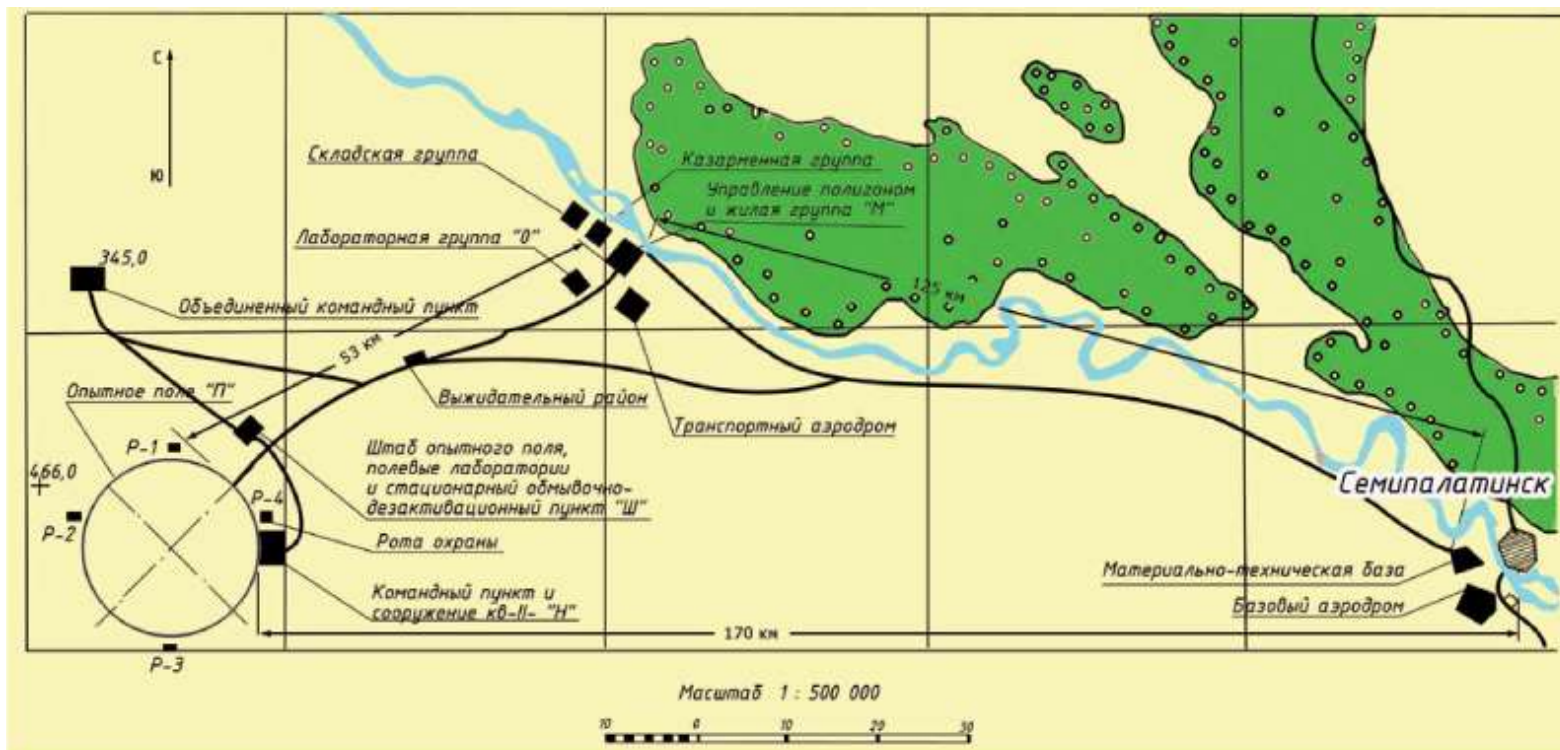 С
Ю
Складская группа
Казарменная группа
Управление полигоном
и жилая группа "М"
Лабораторная группа "О"
345,0
Объединенный командный пункт
125 км
53 км
Опытное поле "П"
Выжидательный район
Транспортный аэродром
Р-1
Штаб опытного поля,
полевые лаборатории
и стационарный обмывочно-
дезактивационный пункт "Ш"
466,0
Р-4
Р-2
Рота охраны
Семипалатинск
Командный пункт и
сооружение кв-II- "Н"
Материально-техническая база
Базовый аэродром
170 км
Р-3
Масштаб 1 : 500 000
10 0 10 20 30